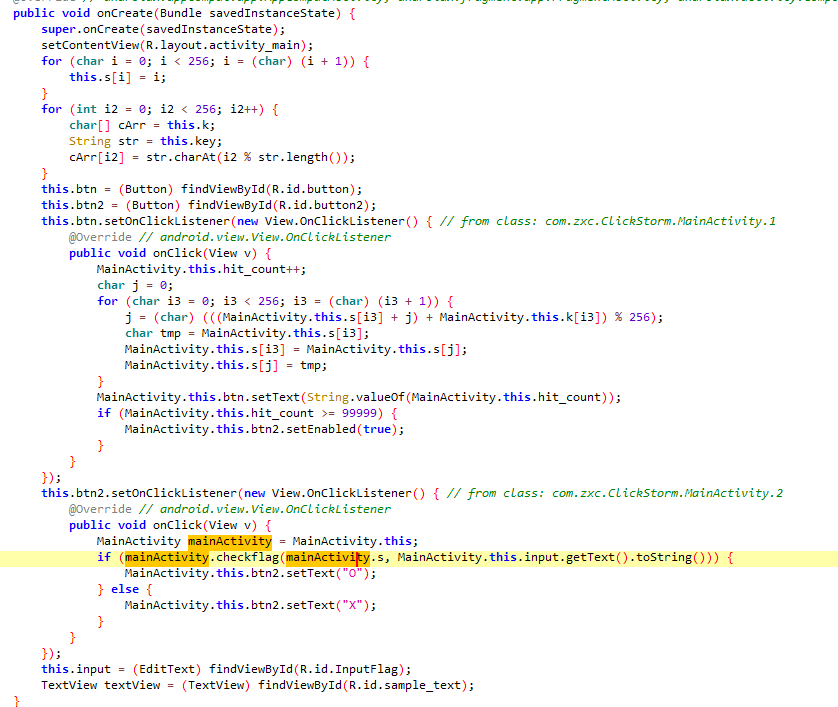 public void onCreate(Bundle savedInstanceState) {
super.onCreate(savedInstanceState);
setContentView(R.layout.activity_main);
for (char i = 0; i < 256; i = (char) (i + 1)) {
this.s[i] = i;
}
for (int i2 = 0; i2 < 256; i2++) {
char[] cArr = this.k;
String str = this.key;
cArr[i2] = str.charAt(i2 % str.length());
}
this.btn = (Button) findViewById(R.id.button);
this.btn2 = (Button) findViewById(R.id.button2);
this.btn.setOnClickListener(new View.OnClickListener() { // from class: com.zxc.ClickStorm.MainActivity.1
@Override // android.view.View.OnClickListener
public void onClick(View v) {
MainActivity.this.hit_count++;
char j = 0;
for (char i3 = 0; i3 < 256; i3 = (char) (i3 + 1)) {
j = (char) (((MainActivity.this.s[i3] + j) + MainActivity.this.k[i3]) % 256);
char tmp = MainActivity.this.s[i3];
MainActivity.this.s[i3] = MainActivity.this.s[j];
MainActivity.this.s[j] = tmp;
}
MainActivity.this.btn.setText(String.valueOf(MainActivity.this.hit_count));
if (MainActivity.this.hit_count >= 99999) {
MainActivity.this.btn2.setEnabled(true);
}
}
});
this.btn2.setOnClickListener(new View.OnClickListener() { // from class: com.zxc.ClickStorm.MainActivity.2
@Override // android.view.View.OnClickListener
public void onClick(View v) {
MainActivity mainActivity = MainActivity.this;
if (mainActivity.checkflag(mainActivity.s, MainActivity.this.input.getText().toString())) {
MainActivity.this.btn2.setText("O");
} else {
MainActivity.this.btn2.setText("X");
}
}
});
this.input = (EditText) findViewById(R.id.InputFlag);
TextView textView = (TextView) findViewById(R.id.sample_text);
}